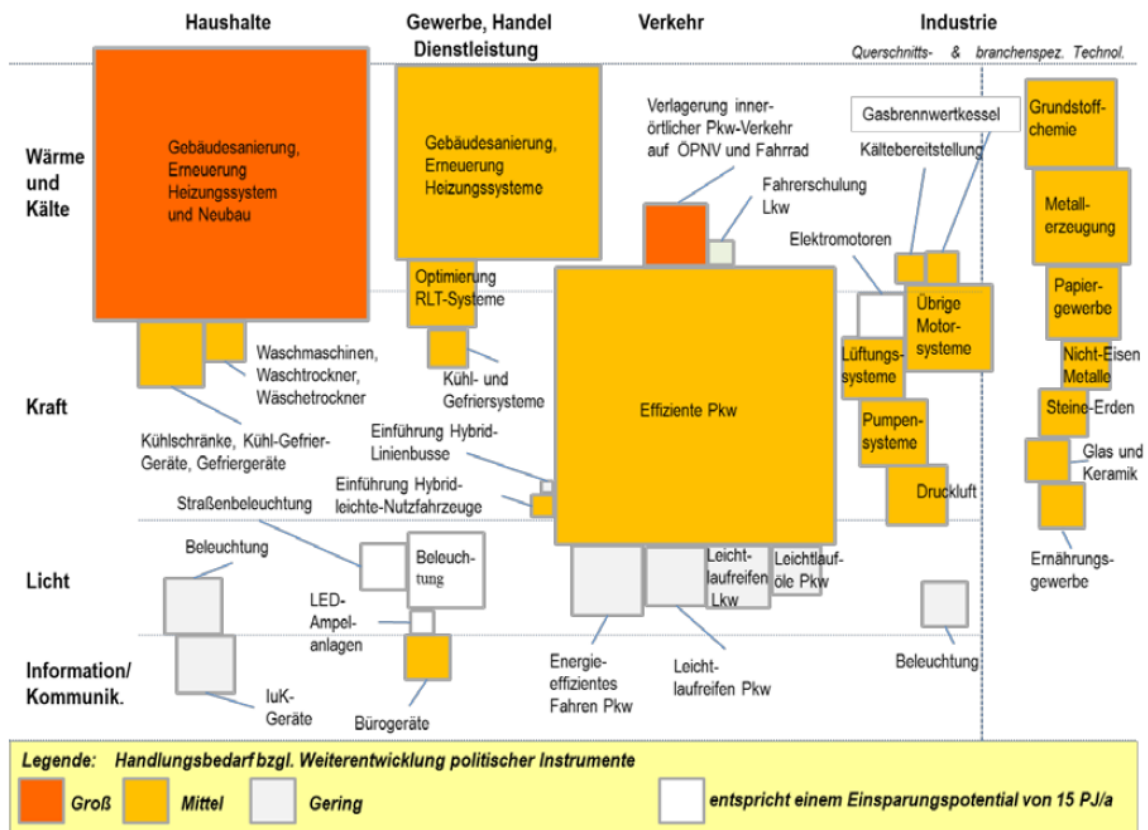 Haushalte
Gewerbe, Handel
Dienstleistung
Verkehr
Industrie
Querschnitts- & branchenspez. Technol.
Wärme
und
Kälte
Gebäudesanierung,
Erneuerung
Heizungssystem
und Neubau
Gebäudesanierung,
Erneuerung
Heizungssysteme
Verlagerung inner-
örtlicher Pkw-Verkehr
auf ÖPNV und Fahrrad
Fahrerschulung
Lkw
Gasbrennwertkessel
Kältebereitstellung
Elektromotoren
Grundstoff-
chemie
Metall-
erzeugung
Optimierung
RLT-Systeme
Übrige
Motor-
systeme
Papier-
gewerbe
Kraft
Waschmaschinen,
Waschtrockner,
Wäschetrockner
Kühl- und
Gefriersysteme
Effiziente Pkw
Lüftungs-
systeme
Nicht-Eisen
Metalle
Steine-Erden
Kühlschränke, Kühl-Gefrier-
Geräte, Gefriergeräte
Einführung Hybrid-
Linienbusse
Pumpen-
systeme
Glas und
Keramik
Straßenbeleuchtung
Einführung Hybrid-
leichte-Nutzfahrzeuge
Druckluft
Licht
Beleuchtung
Beleuch-
tung
Leicht-
laufreifen
Lkw
Leichtlauf-
öle Pkw
Ernährungs-
gewerbe
LED-
Ampel-
anlagen
Information/
Kommunik.
IuK-
Geräte
Bürogeräte
Energie-
effizientes
Fahren Pkw
Leicht-
laufreifen Pkw
Beleuchtung
Legende: Handlungsbedarf bzgl. Weiterentwicklung politischer Instrumente
Groß
Mittel
Gering
entspricht einem Einsparungspotential von 15 PJ/a